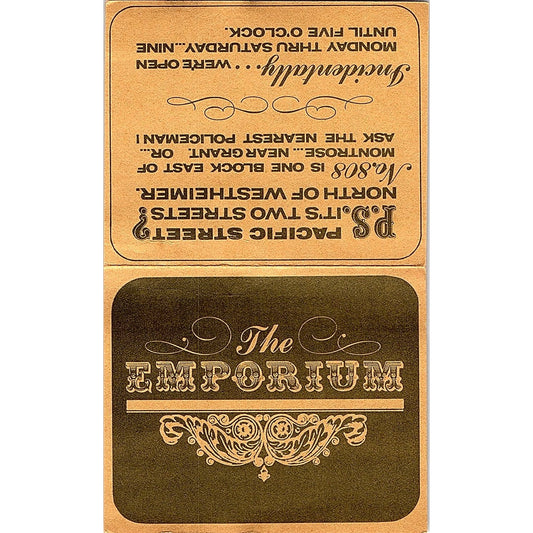 PACIFIC STREET?
P.S. IT'S TWO STREETS
NORTH OF WESTHEIMER.
No. 808 IS ONE BLOCK EAST OF
MONTROSE... NEAR GRANT. OR...
ASK THE NEAREST POLICEMAN!
Incidentally... WE'RE OPEN
MONDAY THRU SATURDAY...NINE
UNTIL FIVE O'CLOCK.
The
EMPORIUM